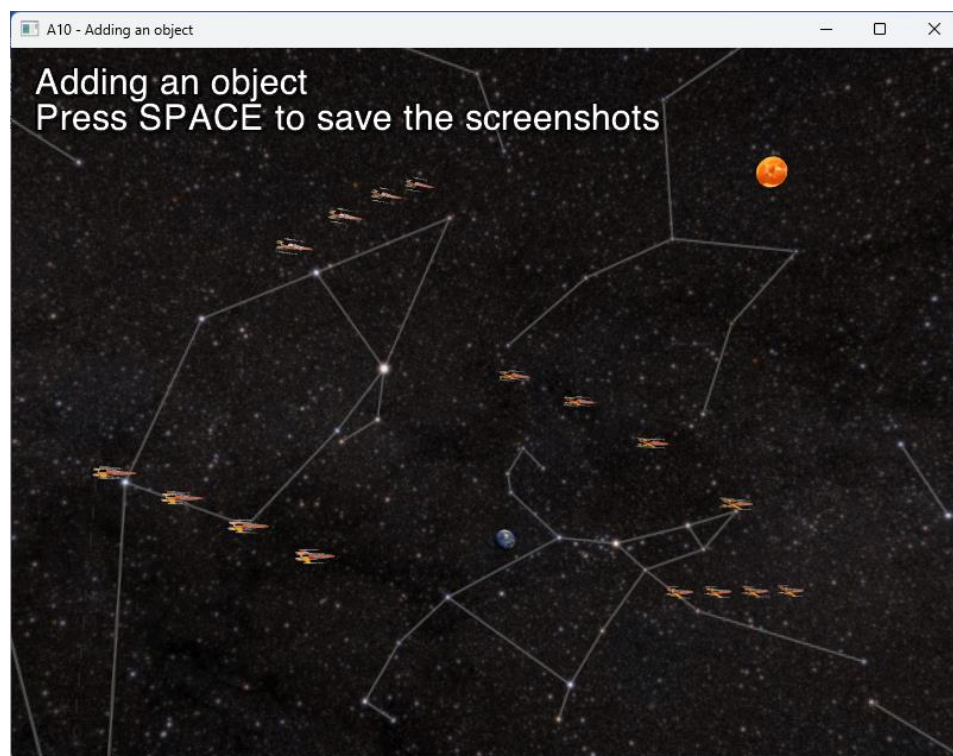 A10 - Adding an object
Adding an object
Press SPACE to save the screenshots